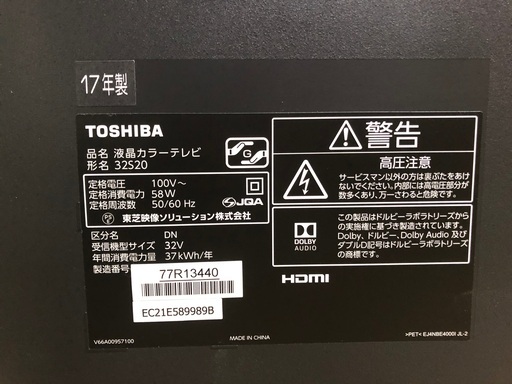 17年製
TOSHIBA
品名 液晶カラーテレビ
形名 32S20
定格電圧 100V~
定格消費電力 58W
定格周波数 50/60 Hz
JQA
PS
E
東芝映像ソリューション株式会社
区分名 DN
受信機型サイズ 32V
年間消費電力量 37kWh/年
製造番号
77R13440
EC21E589989B
V66A00957100
MADE IN CHINA
G
警告
高圧注意
サービスマン以外の方は裏ぶたをあけないでください。内部には高電圧部分が数多くあり、万一さわると危険です。
この製品はドルビーラボラトリーズからの実施権に基づき製造されています。Dolby、ドルビー、Dolby Audio 及びダブルD記号はドルビーラボラトリーズの商標です。
DOLBY
AUDIO
HDMI
>PET< EJ4NBE4000I JL-2